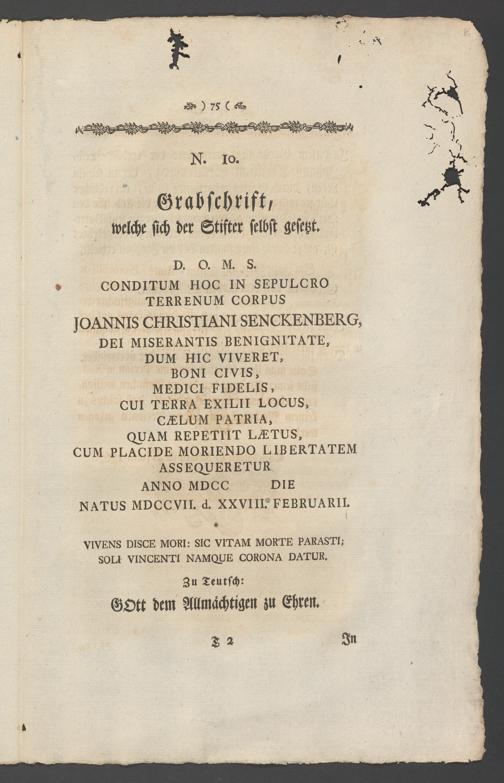 ) 75 (
N. 10.
Grabschrift,
welche sich der Stifter selbst gesetzt.
D. O. M. S.
CONDITUM HOC IN SEPULCRO
TERRENUM CORPUS
JOANNIS CHRISTIANI SENCKENBERG,
DEI MISERANTIS BENIGNITATE,
DUM HIC VIVERET,
BONI CIVIS,
MEDICI FIDELIS,
CUI TERRA EXILII LOCUS,
CÆLUM PATRIA,
QUAM REPETIIT LÆTUS,
CUM PLACIDE MORIENDO LIBERTATEM
ASSEQUERETUR
ANNO MDCC DIE
NATUS MDCCVII. d. XXVIII. FEBRUARII.
VIVENS DISCE MORI: SIC VITAM MORTE PARASTI;
SOLI VINCENTI NAMQUE CORONA DATUR.
Zu Teutsch:
GOtt dem Allmächtigen zu Ehren.
T 2 In